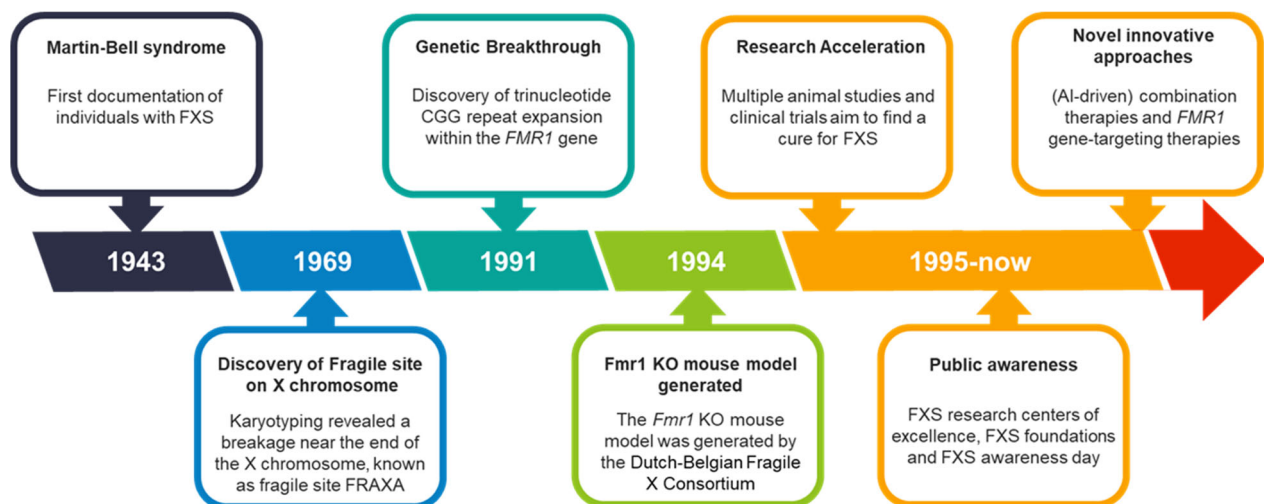 Martin-Bell syndrome
First documentation of
individuals with FXS
Genetic Breakthrough
Discovery of trinucleotide
CGG repeat expansion
within the FMR1 gene
Research Acceleration
Multiple animal studies and
clinical trials aim to find a
cure for FXS
Novel innovative
approaches
(AI-driven) combination
therapies and FMR1
gene-targeting therapies
1943
1969
1991
1994
1995-now
Discovery of Fragile site
on X chromosome
Karyotyping revealed a
breakage near the end of
the X chromosome, known
as fragile site FRAXA
Fmr1 KO mouse model
generated
The Fmr1 KO mouse
model was generated by
the Dutch-Belgian Fragile
X Consortium
Public awareness
FXS research centers of
excellence, FXS foundations
and FXS awareness day